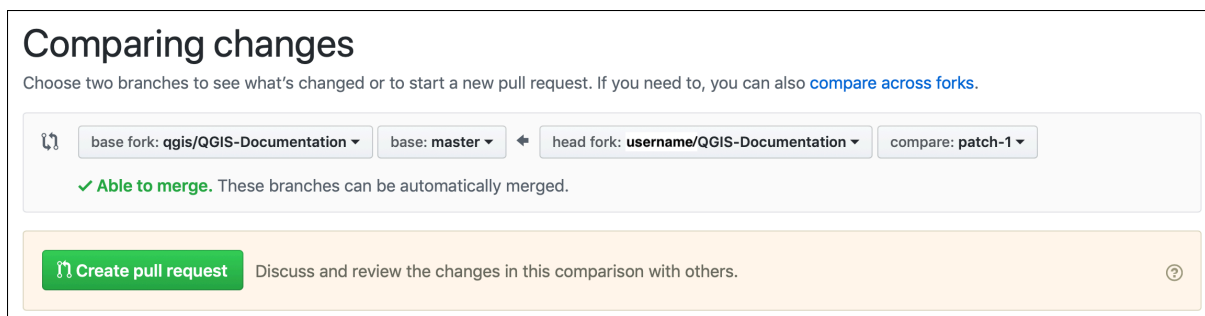 Comparing changes
Choose two branches to see what's changed or to start a new pull request. If you need to, you can also compare across forks.
base fork: qgis/QGIS-Documentation base: master head fork: username/QGIS-Documentation compare: patch-1
Able to merge. These branches can be automatically merged.
Create pull request Discuss and review the changes in this comparison with others. ?